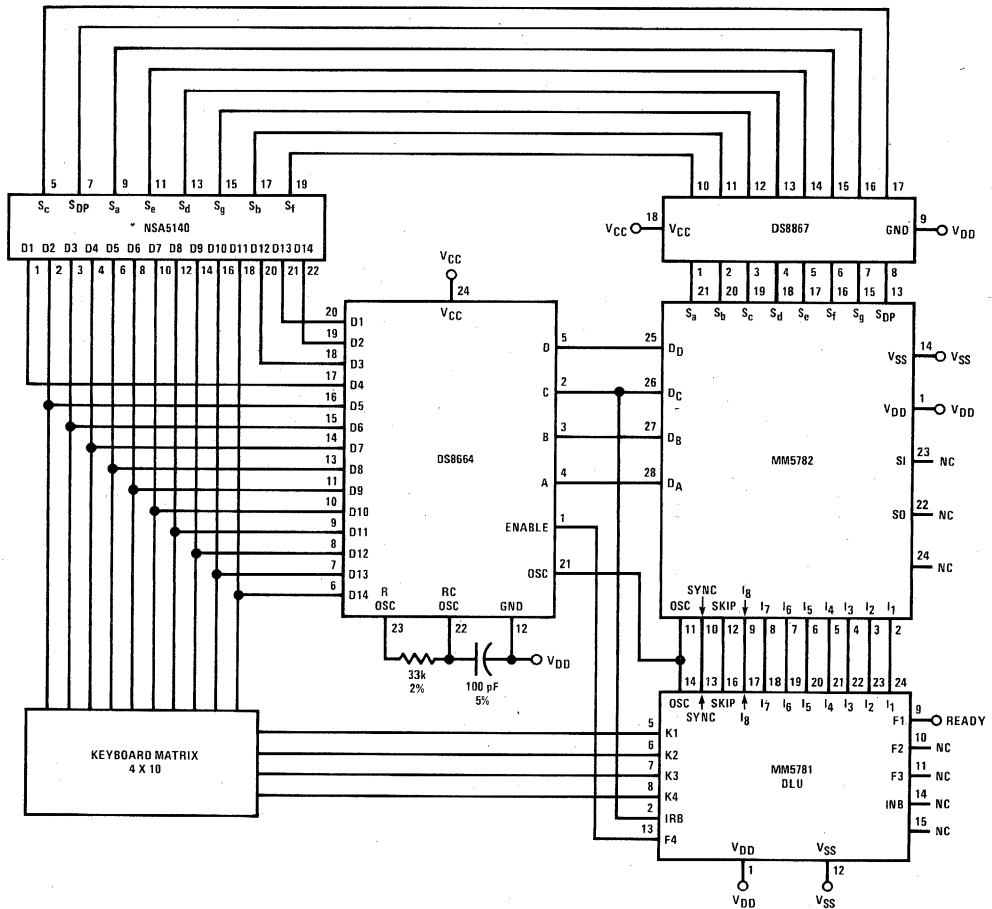 5 7 9 11 13 15 17 19
Sc SDP Sa Se Sd Sg Sb Sf
* NSA5140
D1 D2 D3 D4 D5 D6 D7 D8 D9 D10 D11 D12 D13 D14
1 2 3 4 6 8 10 12 14 16 18 20 21 22
10 11 12 13 14 15 16 17
18 VCC VCC DS8867 GND 9 VDD
1 2 3 4 5 6 7 8
21 20 19 18 17 16 15 13
Sa Sb Sc Sd Se Sf Sg SDP
VCC
24
VCC
20 D1
19 D2
18 D3
17 D4
16 D5
15 D6
14 D7
13 D8
11 D9
10 D10
9 D11
8 D12
7 D13
6 D14
DS8664
D 5 25 DD
C 2 26 DC
B 3 27 DB
A 4 28 DA
ENABLE 1
OSC 21
R OSC
RC OSC
GND
23 22 12
33k
2%
100 pF
5%
VDD
MM5782
VSS 14 VSS
VDD 1 VDD
SI 23 NC
SO 22 NC
24 NC
OSC SYNC SKIP I8 I7 I6 I5 I4 I3 I2 I1
11 10 12 9 8 7 6 5 4 3 2
14 13 16 17 18 19 20 21 22 23 24
OSC SYNC SKIP I8 I7 I6 I5 I4 I3 I2 I1
KEYBOARD MATRIX
4 X 10
5 K1
6 K2
7 K3
8 K4
2 IRB
13 F4
MM5781
DLU
F1 9 READY
F2 10 NC
F3 11 NC
INB 14 NC
15 NC
VDD VSS
1 12
VDD VSS